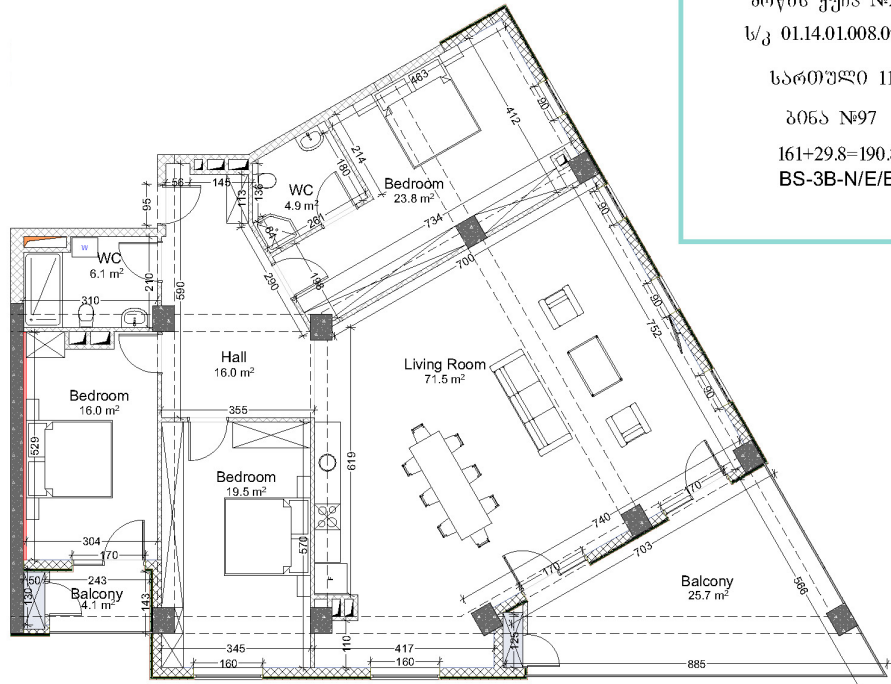 ს/კ 01.14.01.008.0
სართული 11
ბინა №97
161+29.8=190.
BS-3B-N/E/E
463
412
90
214
180
WC
4.9 m²
Bedroom
23.8 m²
56
145
113
136
95
261
84
734
700
198
290
90
WC
6.1 m²
W
210
310
590
90
752
90
Hall
16.0 m²
355
Living Room
71.5 m²
Bedroom
16.0 m²
529
304
170
Bedroom
19.5 m²
570
619
740
170
703
170
Balcony
25.7 m²
566
50
243
Balcony
4.1 m²
130
143
345
160
110
417
160
125
885